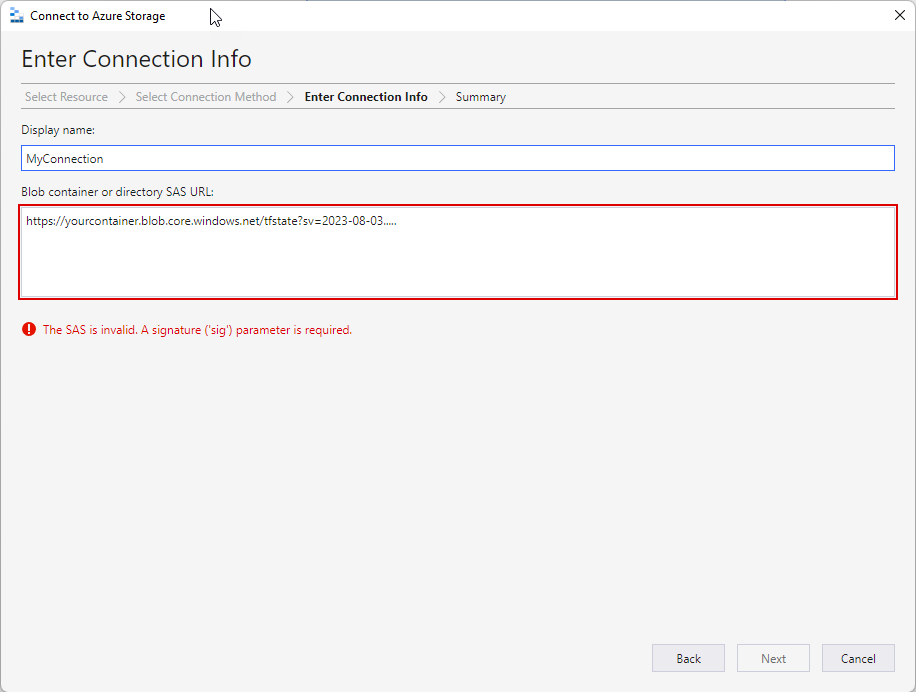 Connect to Azure Storage
Enter Connection Info
Select Resource Select Connection Method Enter Connection Info Summary
Display name:
MyConnection
Blob container or directory SAS URL:
https://yourcontainer.blob.core.windows.net/tfstate?sv=2023-08-03.....
The SAS is invalid. A signature ('sig') parameter is required.
Back Next Cancel